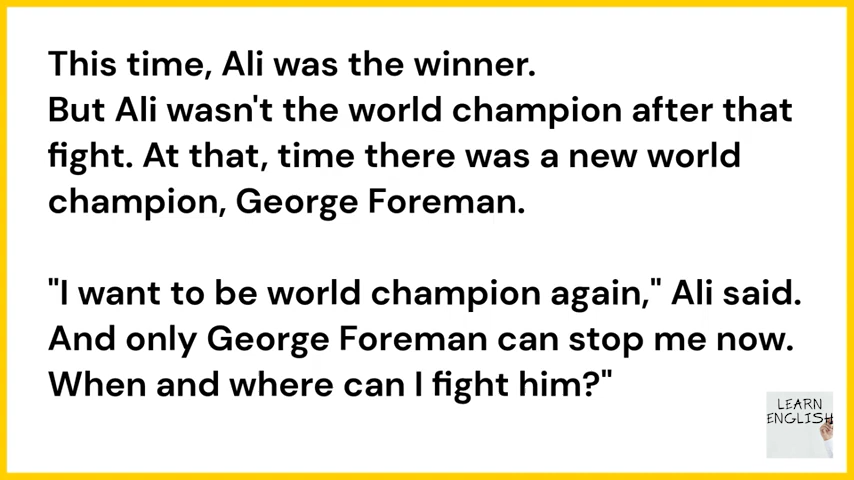 This time, Ali was the winner.
But Ali wasn't the world champion after that
fight. At that, time there was a new world
champion, George Foreman.
"I want to be world champion again," Ali said.
And only George Foreman can stop me now.
When and where can I fight him?"
LEARN
ENGLISH